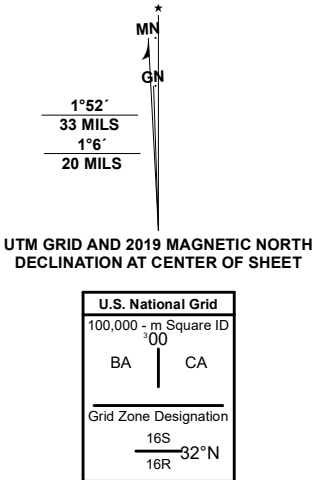 MN
GN
1°52´
33 MILS
1°6´
20 MILS
UTM GRID AND 2019 MAGNETIC NORTH
DECLINATION AT CENTER OF SHEET
U.S. National Grid
100,000 - m Square ID
³00
BA CA
Grid Zone Designation
16S
32°N
16R